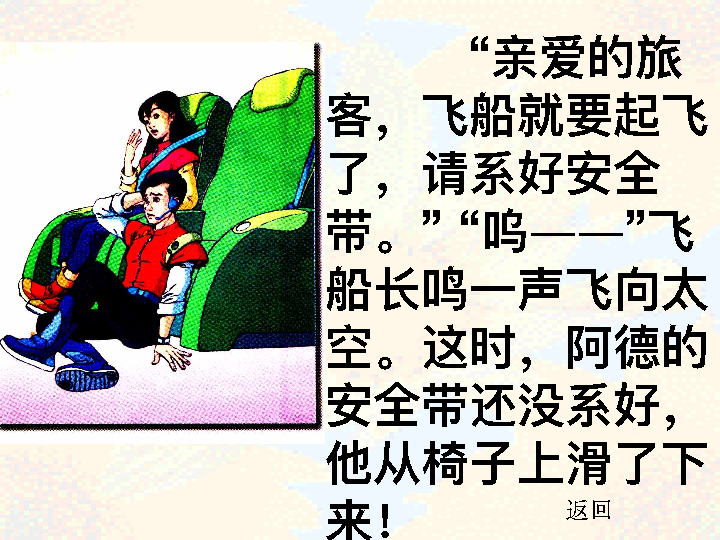 “亲爱的旅
客，飞船就要起飞
了，请系好安全
带。”“呜——”飞
船长鸣一声飞向太
空。这时，阿德的
安全带还没系好，
他从椅子上滑了下
来！
返回